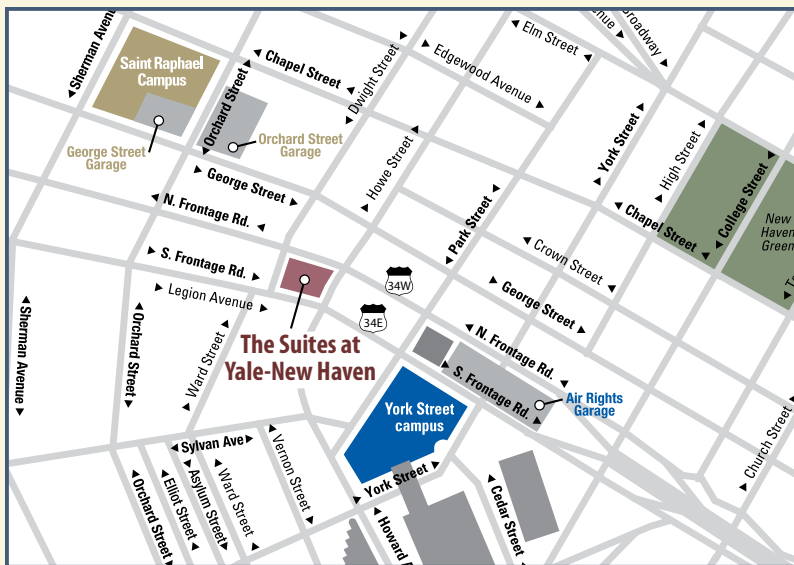 Sherman Avenue
Saint Raphael
Campus
Chapel Street
Orchard Street
Dwight Street
Edgewood Avenue
Elm Street
Broadway
George Street
Garage
Orchard Street
Garage
George Street
N. Frontage Rd.
Howe Street
Park Street
York Street
High Street
Chapel Street
College Street
New
Haven
Green
S. Frontage Rd.
Legion Avenue
34W
34E
Crown Street
George Street
The Suites at
Yale-New Haven
Sherman Avenue
Orchard Street
Ward Street
N. Frontage Rd.
S. Frontage Rd.
Air Rights
Garage
York Street
campus
Church Street
Sylvan Ave
Vernon Street
York Street
Orchard Street
Elliot Street
Asylum Street
Ward Street
Howard A
Cedar Street